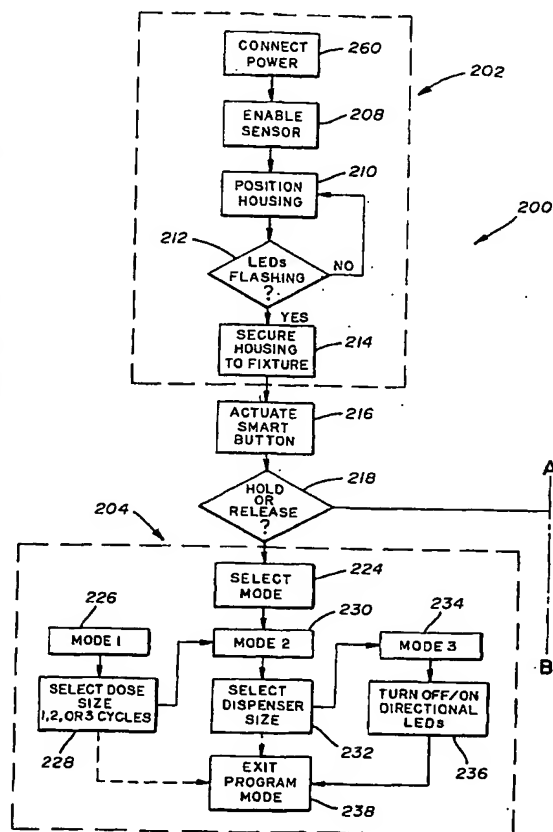 CONNECT
POWER
260
202
ENABLE
SENSOR
208
POSITION
HOUSING
210
200
212
LEDs
FLASHING
?
NO
YES
SECURE
HOUSING
TO FIXTURE
214
ACTUATE
SMART
BUTTON
216
HOLD
OR
RELEASE
?
218
A
204
SELECT
MODE
224
226
MODE 1
230
MODE 2
234
MODE 3
B
SELECT DOSE
SIZE
1,2, OR 3 CYCLES
228
SELECT
DISPENSER
SIZE
232
TURN OFF/ON
DIRECTIONAL
LEDs
236
EXIT
PROGRAM
MODE
238